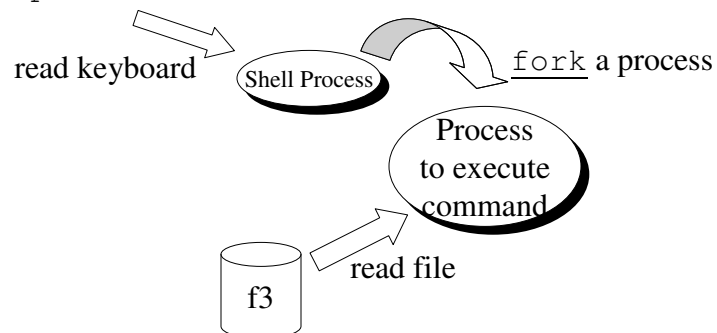 read keyboard
Shell Process
fork a process
Process
to execute
command
read file
f3